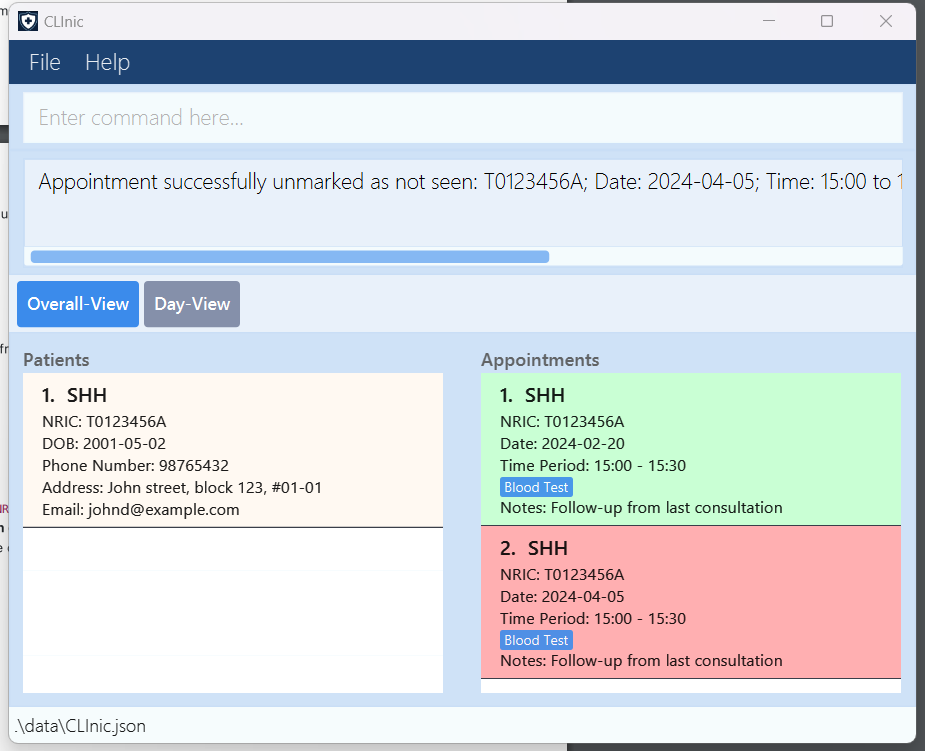 CLInic
File Help
Enter command here...
Appointment successfully unmarked as not seen: T0123456A; Date: 2024-04-05; Time: 15:00 to
Overall-View Day-View
Patients
1. SHH
NRIC: T0123456A
DOB: 2001-05-02
Phone Number: 98765432
Address: John street, block 123, #01-01
Email: johnd@example.com
Appointments
1. SHH
NRIC: T0123456A
Date: 2024-02-20
Time Period: 15:00 - 15:30
Blood Test
Notes: Follow-up from last consultation
2. SHH
NRIC: T0123456A
Date: 2024-04-05
Time Period: 15:00 - 15:30
Blood Test
Notes: Follow-up from last consultation
.\data\CLInic.json